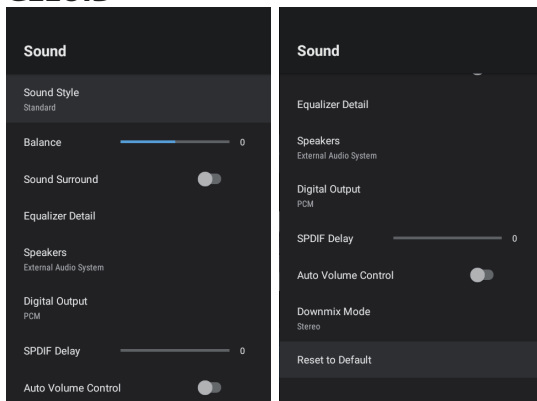 Sound
Sound Style
Standard
Balance 0
Sound Surround
Equalizer Detail
Speakers
External Audio System
Digital Output
PCM
SPDIF Delay 0
Auto Volume Control
Sound
Equalizer Detail
Speakers
External Audio System
Digital Output
PCM
SPDIF Delay 0
Auto Volume Control
Downmix Mode
Stereo
Reset to Default